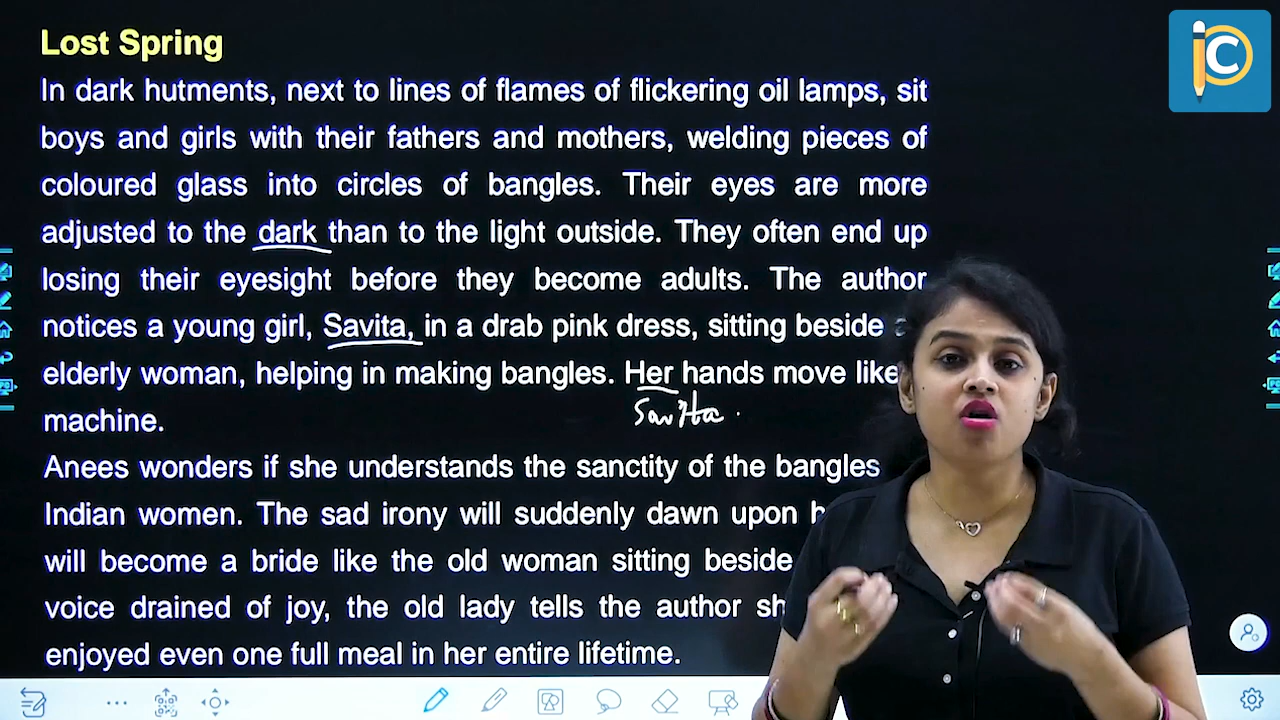 Lost Spring
In dark hutments, next to lines of flames of flickering oil lamps, sit
boys and girls with their fathers and mothers, welding pieces of
coloured glass into circles of bangles. Their eyes are more
adjusted to the dark than to the light outside. They often end up
losing their eyesight before they become adults. The author
notices a young girl, Savita, in a drab pink dress, sitting beside
elderly woman, helping in making bangles. Her hands move like
Savita
machine.
Anees wonders if she understands the sanctity of the bangles
Indian women. The sad irony will suddenly dawn upon
will become a bride like the old woman sitting beside
voice drained of joy, the old lady tells the author
enjoyed even one full meal in her entire lifetime.